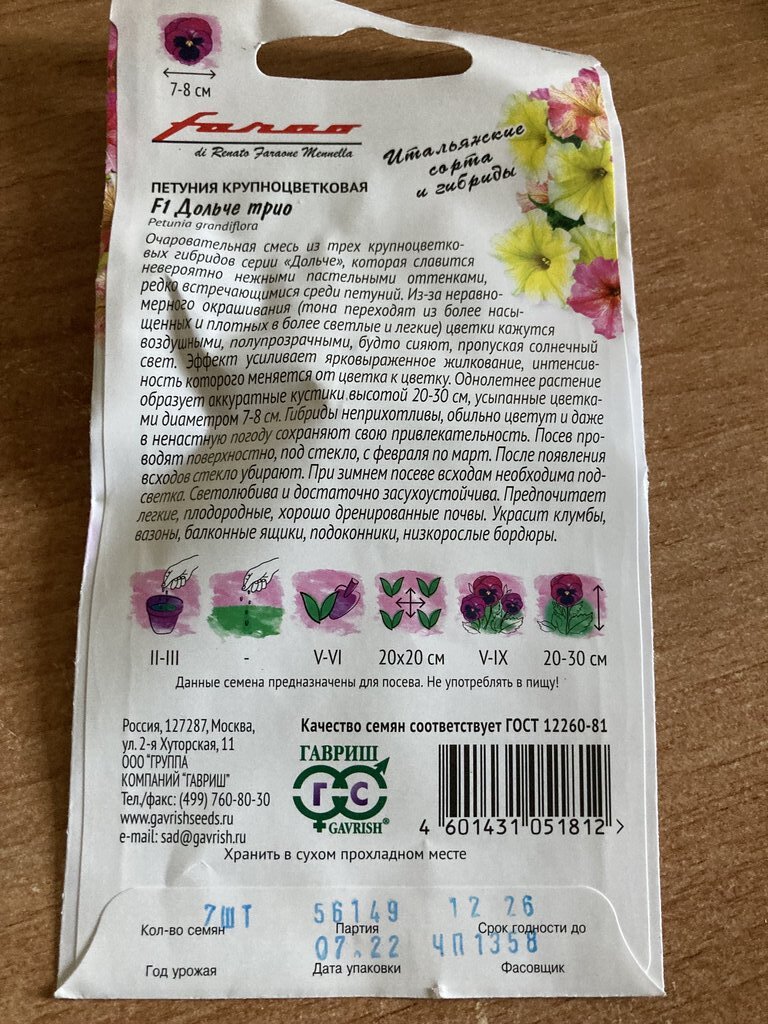 7-8 см
farao
di Renato Faraone Mennella
Итальянские
сорта
и гибриды
ПЕТУНИЯ КРУПНОЦВЕТКОВАЯ
F1 Дольче трио
Petunia grandiflora
Очаровательная смесь из трех крупноцветко-
вых гибридов серии «Дольче», которая славится
невероятно нежными пастельными оттенками,
редко встречающимися среди петуний. Из-за неравно-
мерного окрашивания (тона переходят из более насы-
щенных и плотных в более светлые и легкие) цветки кажутся
воздушными, полупрозрачными, будто сияют, пропуская солнечный
свет. Эффект усиливает ярковыраженное жилкование, интенсив-
ность которого меняется от цветка к цветку. Однолетнее растение
образует аккуратные кустики высотой 20-30 см, усыпанные цветка-
ми диаметром 7-8 см. Гибриды неприхотливы, обильно цветут и даже
в ненастную погоду сохраняют свою привлекательность. Посев про-
водят поверхностно, под стекло, с февраля по март. После появления
всходов стекло убирают. При зимнем посеве всходам необходима под-
светка. Светолюбива и достаточно засухоустойчива. Предпочитает
легкие, плодородные, хорошо дренированные почвы. Украсит клумбы,
вазоны, балконные ящики, подоконники, низкорослые бордюры.
II-III - V-VI 20х20 см V-IX 20-30 см
Данные семена предназначены для посева. Не употреблять в пищу!
Россия, 127287, Москва,
ул. 2-я Хуторская, 11
ООО "ГРУППА
КОМПАНИЙ "ГАВРИШ"
Тел./факс: (499) 760-80-30
www.gavrishseeds.ru
e-mail: sad@gavrish.ru
Качество семян соответствует ГОСТ 12260-81
ГАВРИШ
Г С
GAVRISH®
4 601431 051812 >
Хранить в сухом прохладном месте
7ШТ 56149 12 26
Кол-во семян Партия Срок годности до
07.22 ЧП1358
Год урожая Дата упаковки Фасовщик